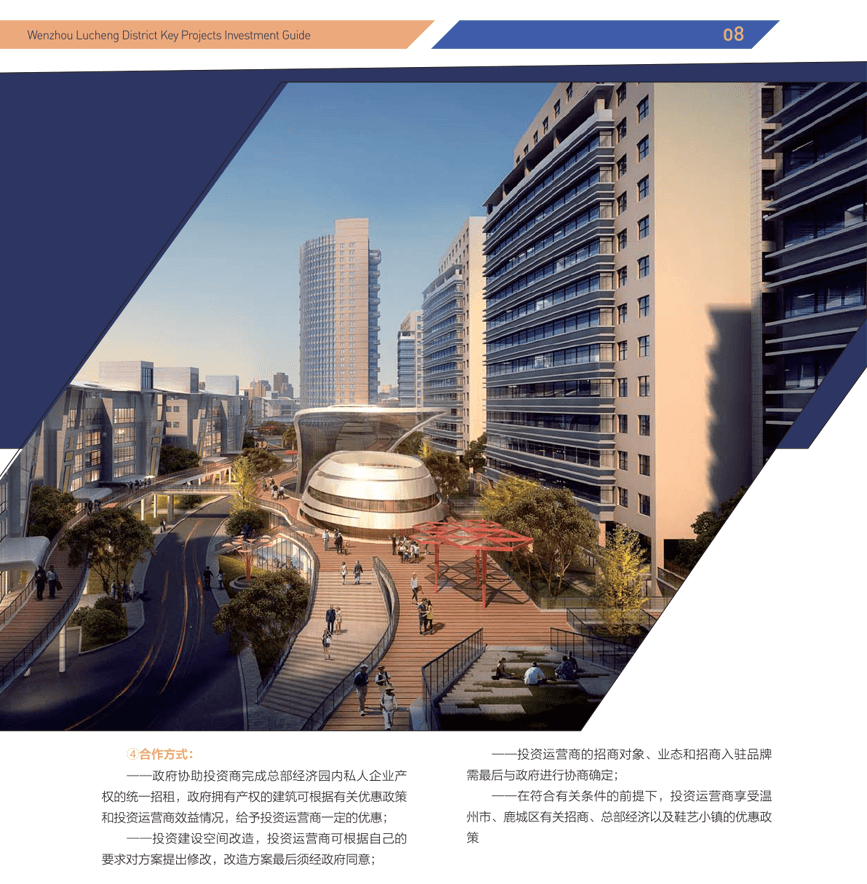 Wenzhou Lucheng District Key Projects Investment Guide
08
④合作方式：
——政府协助投资商完成总部经济园内私人企业产
权的统一招租，政府拥有产权的建筑可根据有关优惠政策
和投资运营商效益情况，给予投资运营商一定的优惠；
——投资建设空间改造，投资运营商可根据自己的
要求对方案提出修改，改造方案最后须经政府同意；
——投资运营商的招商对象、业态和招商入驻品牌
需最后与政府进行协商确定；
——在符合有关条件的前提下，投资运营商享受温
州市、鹿城区有关招商、总部经济以及鞋艺小镇的优惠政
策